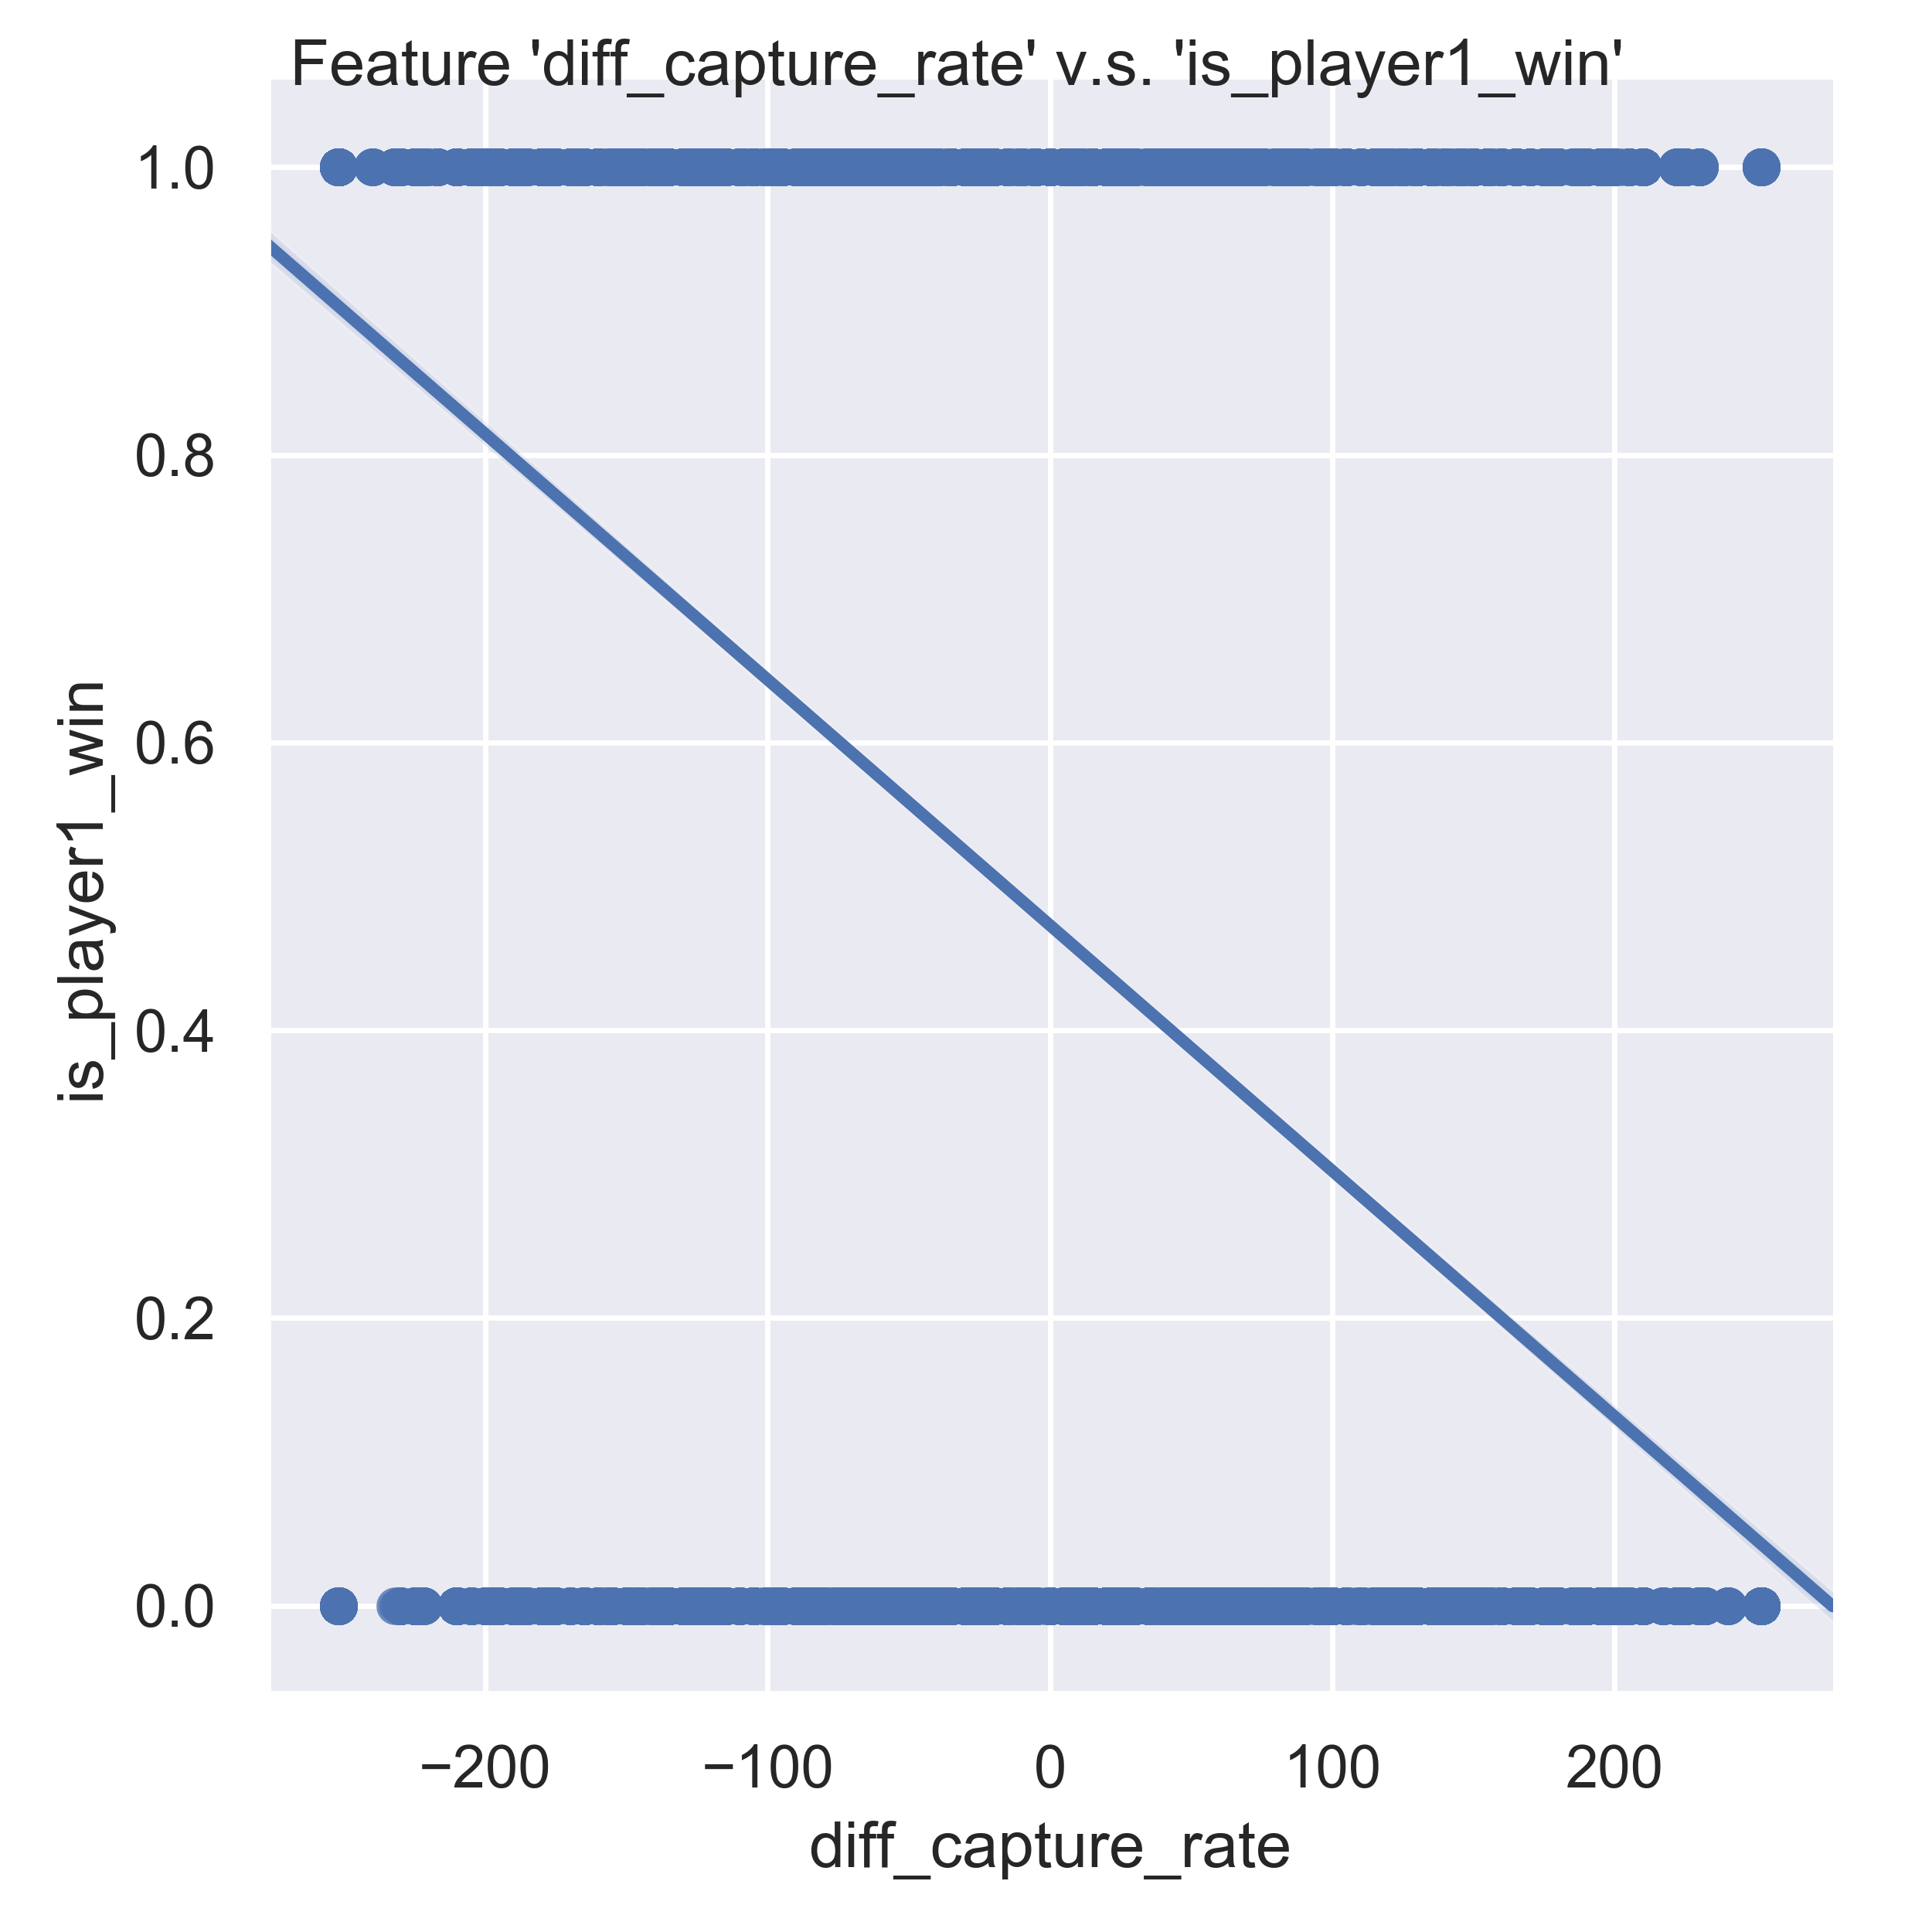 Feature 'diff_capture_rate' v.s. 'is_player1_win'
1.0
0.8
0.6
0.4
0.2
0.0
is_player1_win
−200 −100 0 100 200
diff_capture_rate